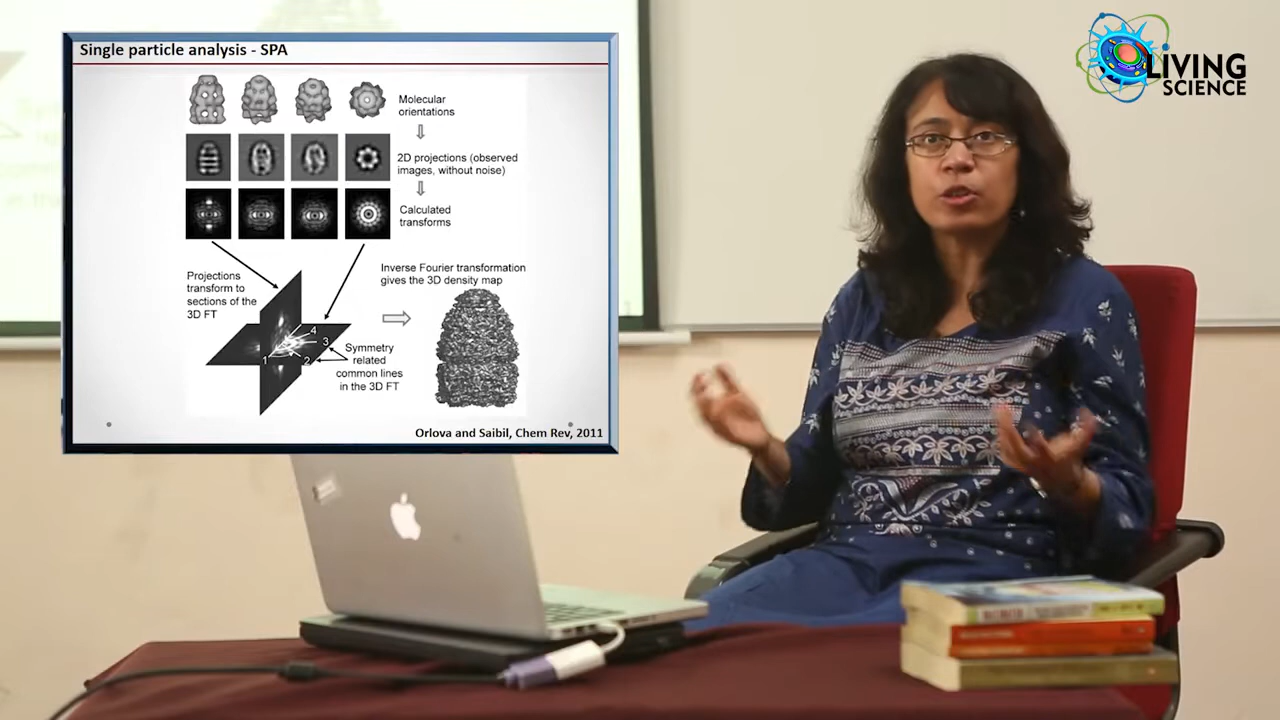 Single particle analysis - SPA
Molecular
orientations
2D projections (observed
images, without noise)
Calculated
transforms
Projections
transform to
sections of the
3D FT
Inverse Fourier transformation
gives the 3D density map
4
3
1
2
Symmetry
related
common lines
in the 3D FT
Orlova and Saibil, Chem Rev, 2011
LIVING
SCIENCE